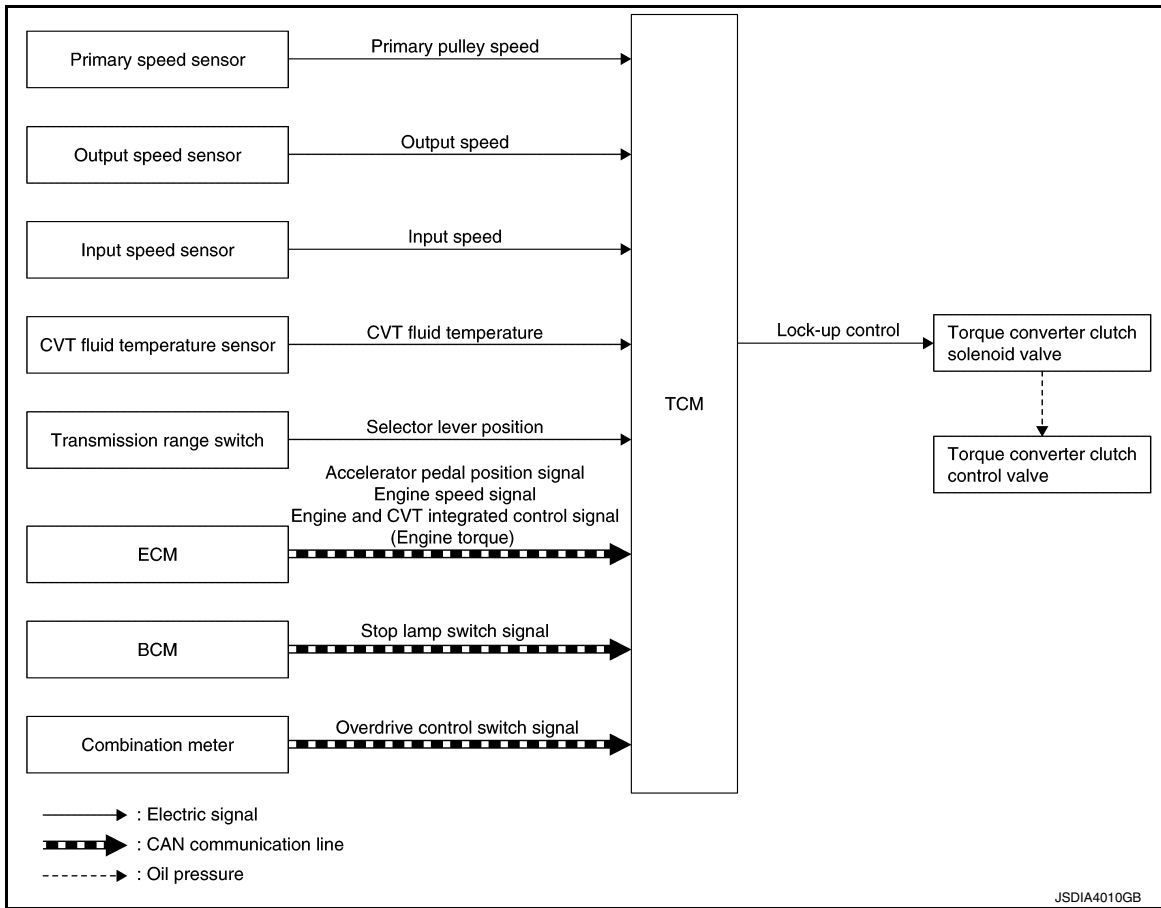 Primary speed sensor
Primary pulley speed
Output speed sensor
Output speed
Input speed sensor
Input speed
CVT fluid temperature sensor
CVT fluid temperature
Transmission range switch
Selector lever position
Accelerator pedal position signal
Engine speed signal
Engine and CVT integrated control signal
(Engine torque)
ECM
BCM
Stop lamp switch signal
Combination meter
Overdrive control switch signal
TCM
Lock-up control
Torque converter clutch
solenoid valve
Torque converter clutch
control valve
: Electric signal
: CAN communication line
: Oil pressure
JSDIA4010GB